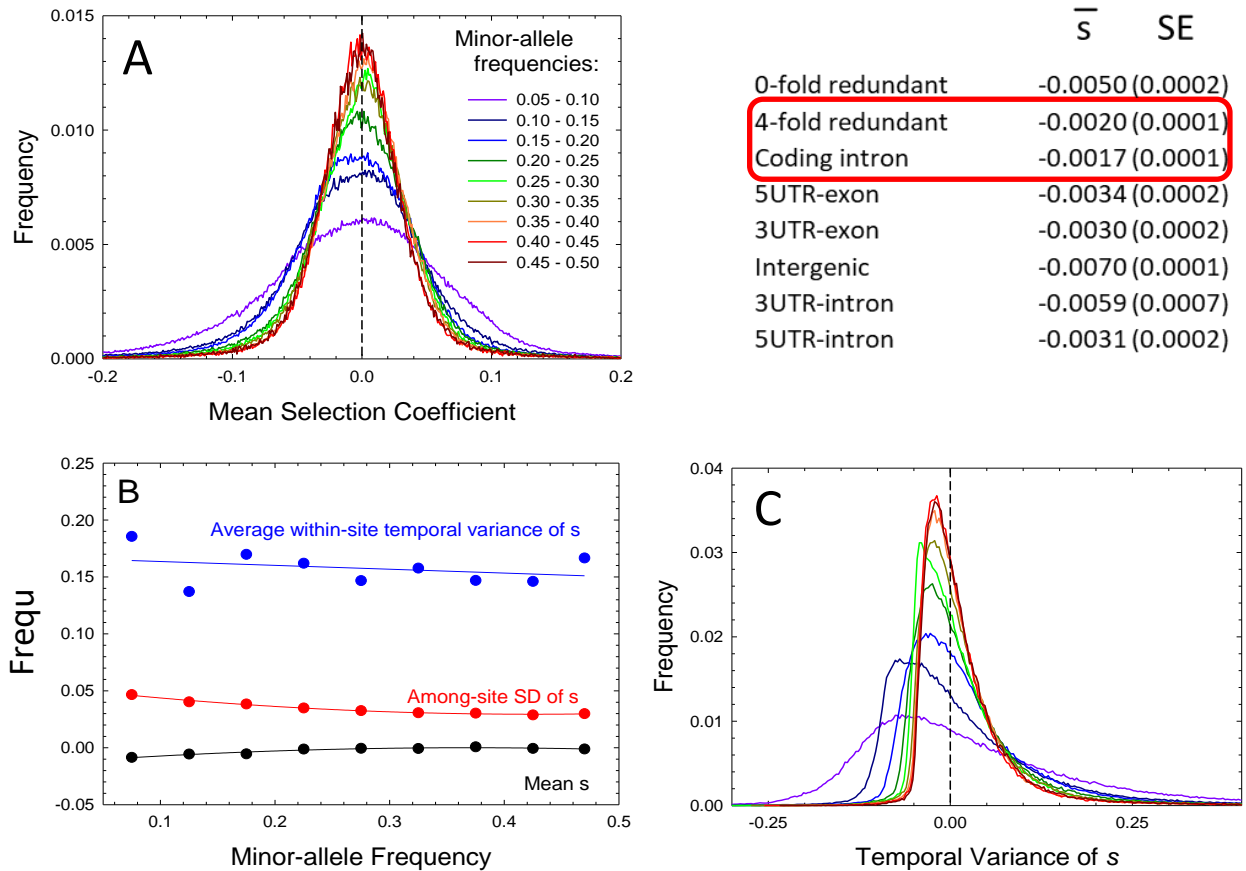 A
Minor-allele
frequencies:
0.05 - 0.10
0.10 - 0.15
0.15 - 0.20
0.20 - 0.25
0.25 - 0.30
0.30 - 0.35
0.35 - 0.40
0.40 - 0.45
0.45 - 0.50
0.015
0.010
0.005
0.000
Frequency
-0.2 -0.1 0.0 0.1 0.2
Mean Selection Coefficient
s̅ SE
0-fold redundant -0.0050 (0.0002)
4-fold redundant -0.0020 (0.0001)
Coding intron -0.0017 (0.0001)
5UTR-exon -0.0034 (0.0002)
3UTR-exon -0.0030 (0.0002)
Intergenic -0.0070 (0.0001)
3UTR-intron -0.0059 (0.0007)
5UTR-intron -0.0031 (0.0002)
B
0.25
0.20
0.15
0.10
0.05
0.00
-0.05
Frequ
Average within-site temporal variance of s
Among-site SD of s
Mean s
0.1 0.2 0.3 0.4 0.5
Minor-allele Frequency
C
0.04
0.03
0.02
0.01
0.00
Frequency
-0.25 0.00 0.25
Temporal Variance of s